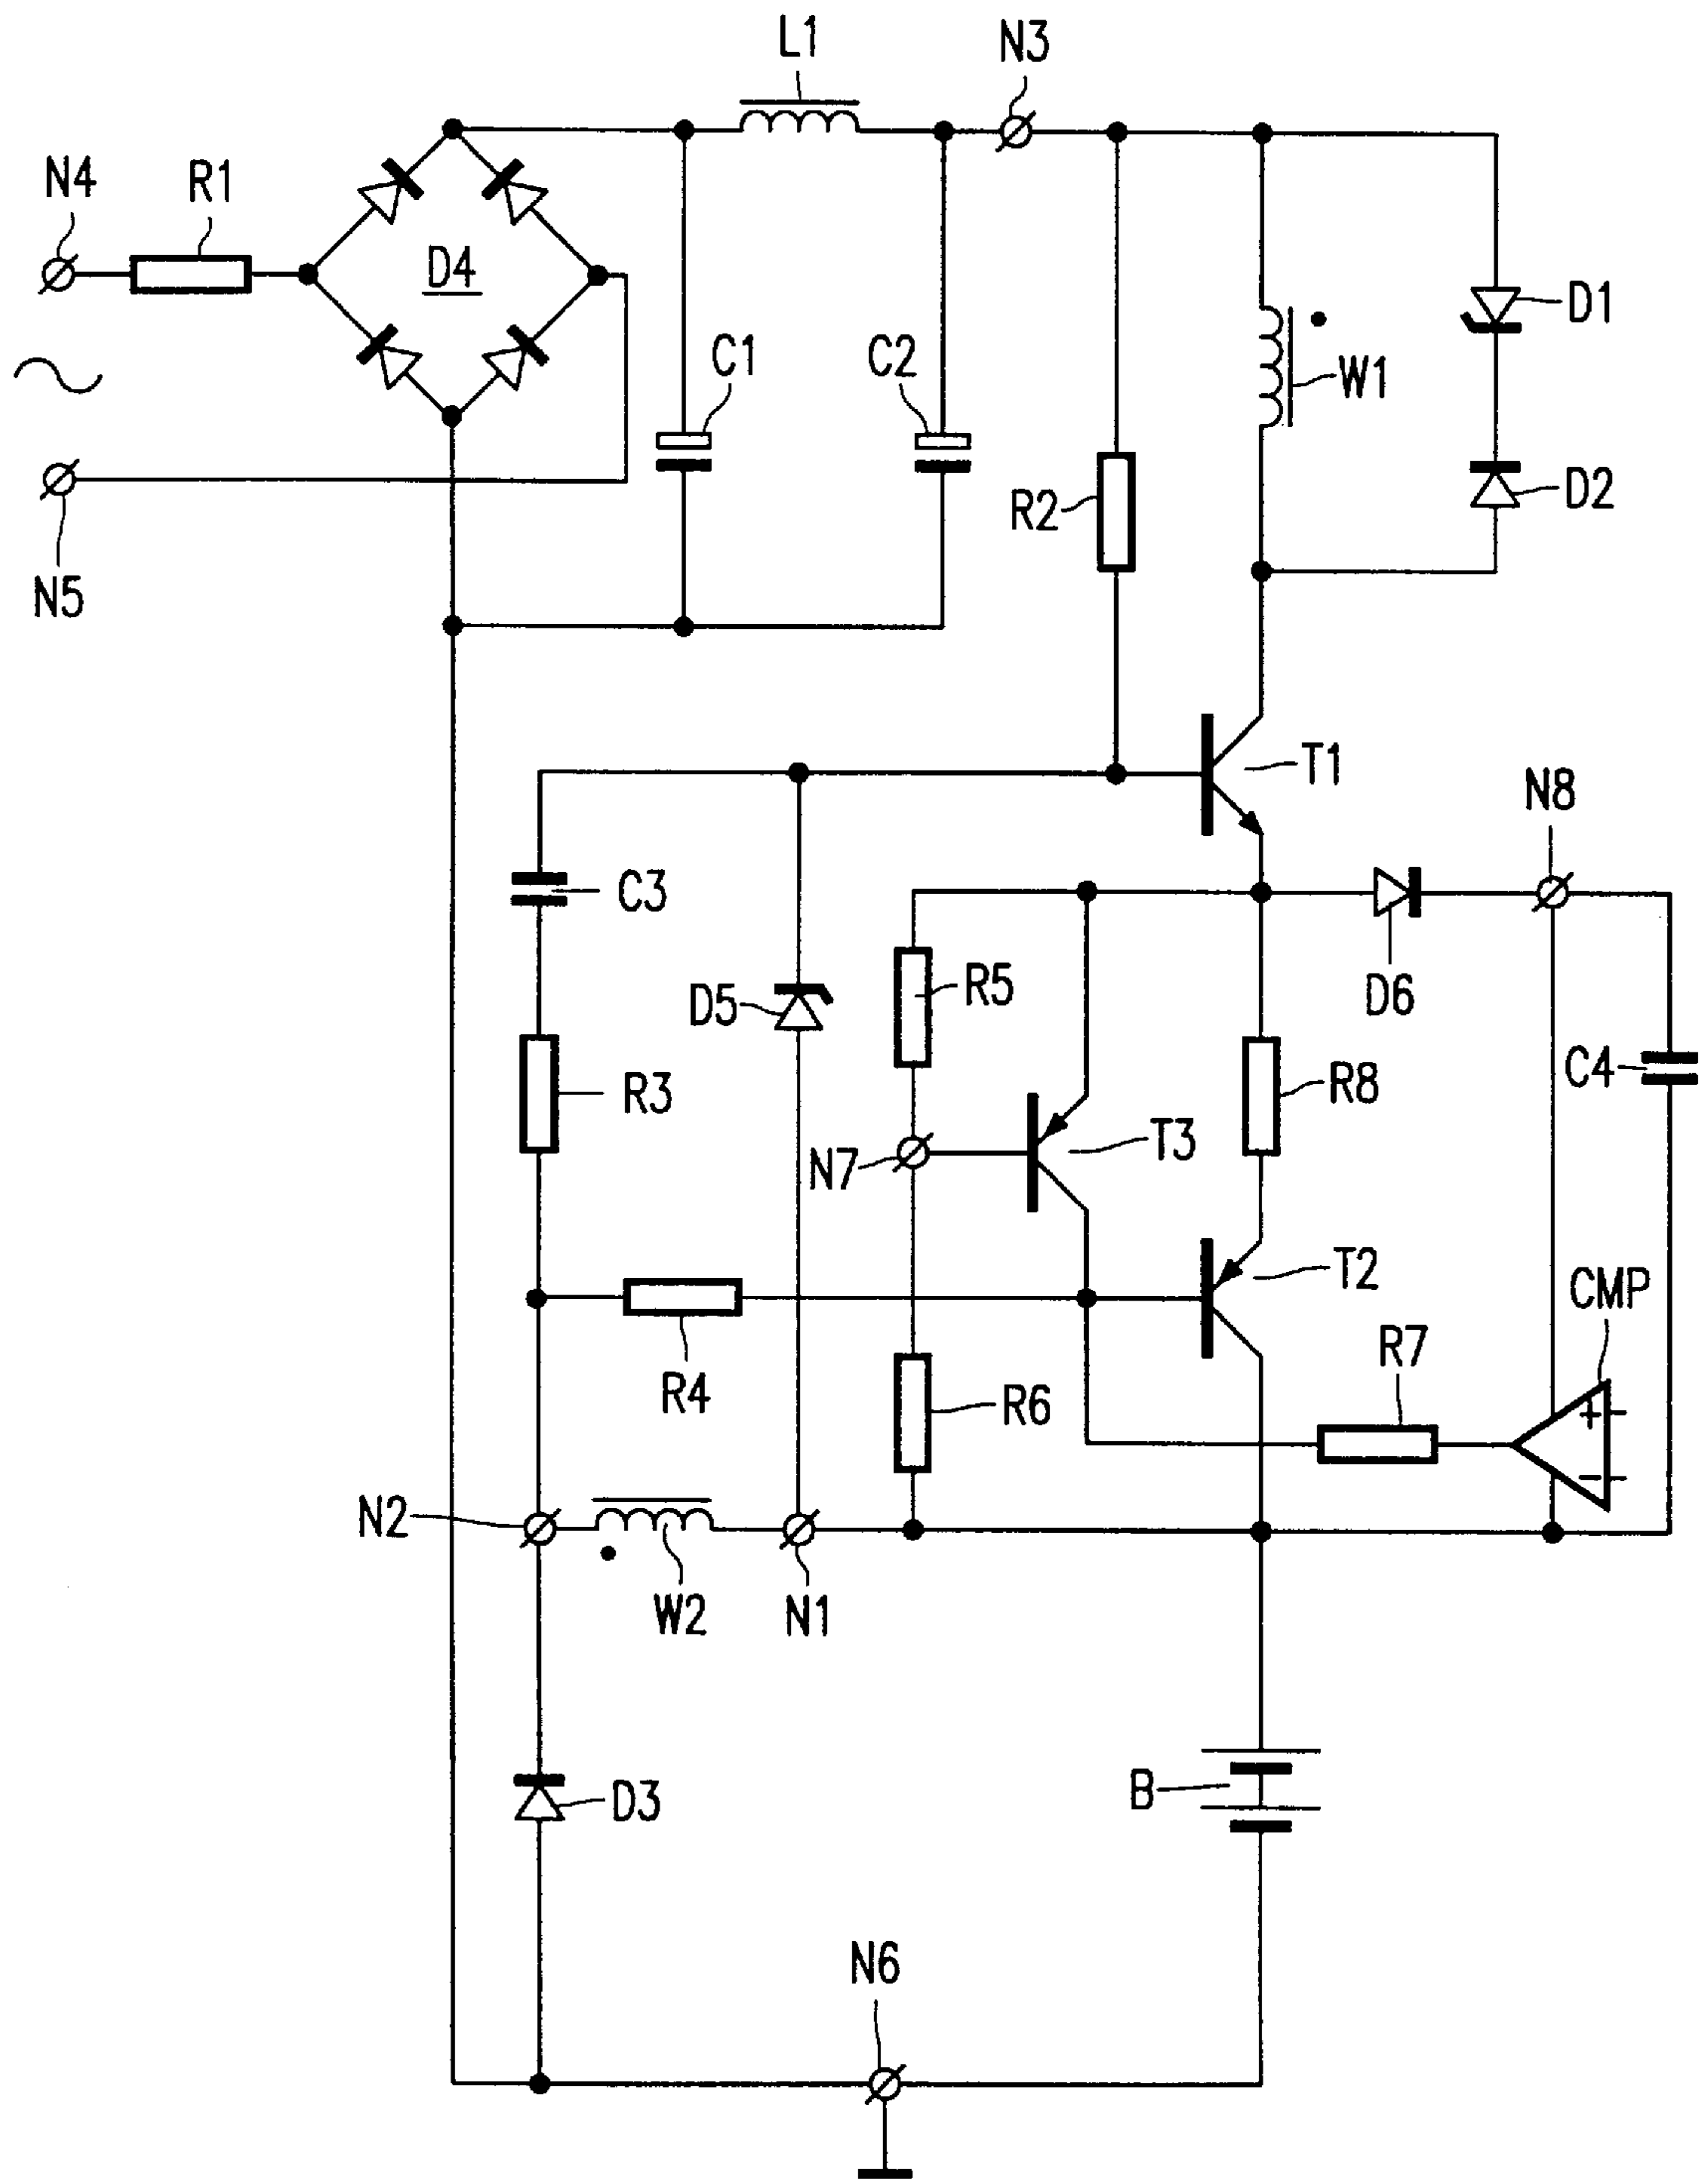 L1
N3
N4
R1
D4
D1
C1
C2
W1
D2
R2
N5
T1
N8
C3
D5
R5
D6
R3
R8
C4
N7
T3
T2
CMP
R4
R6
R7
+
−
N2
W2
N1
D3
B
N6